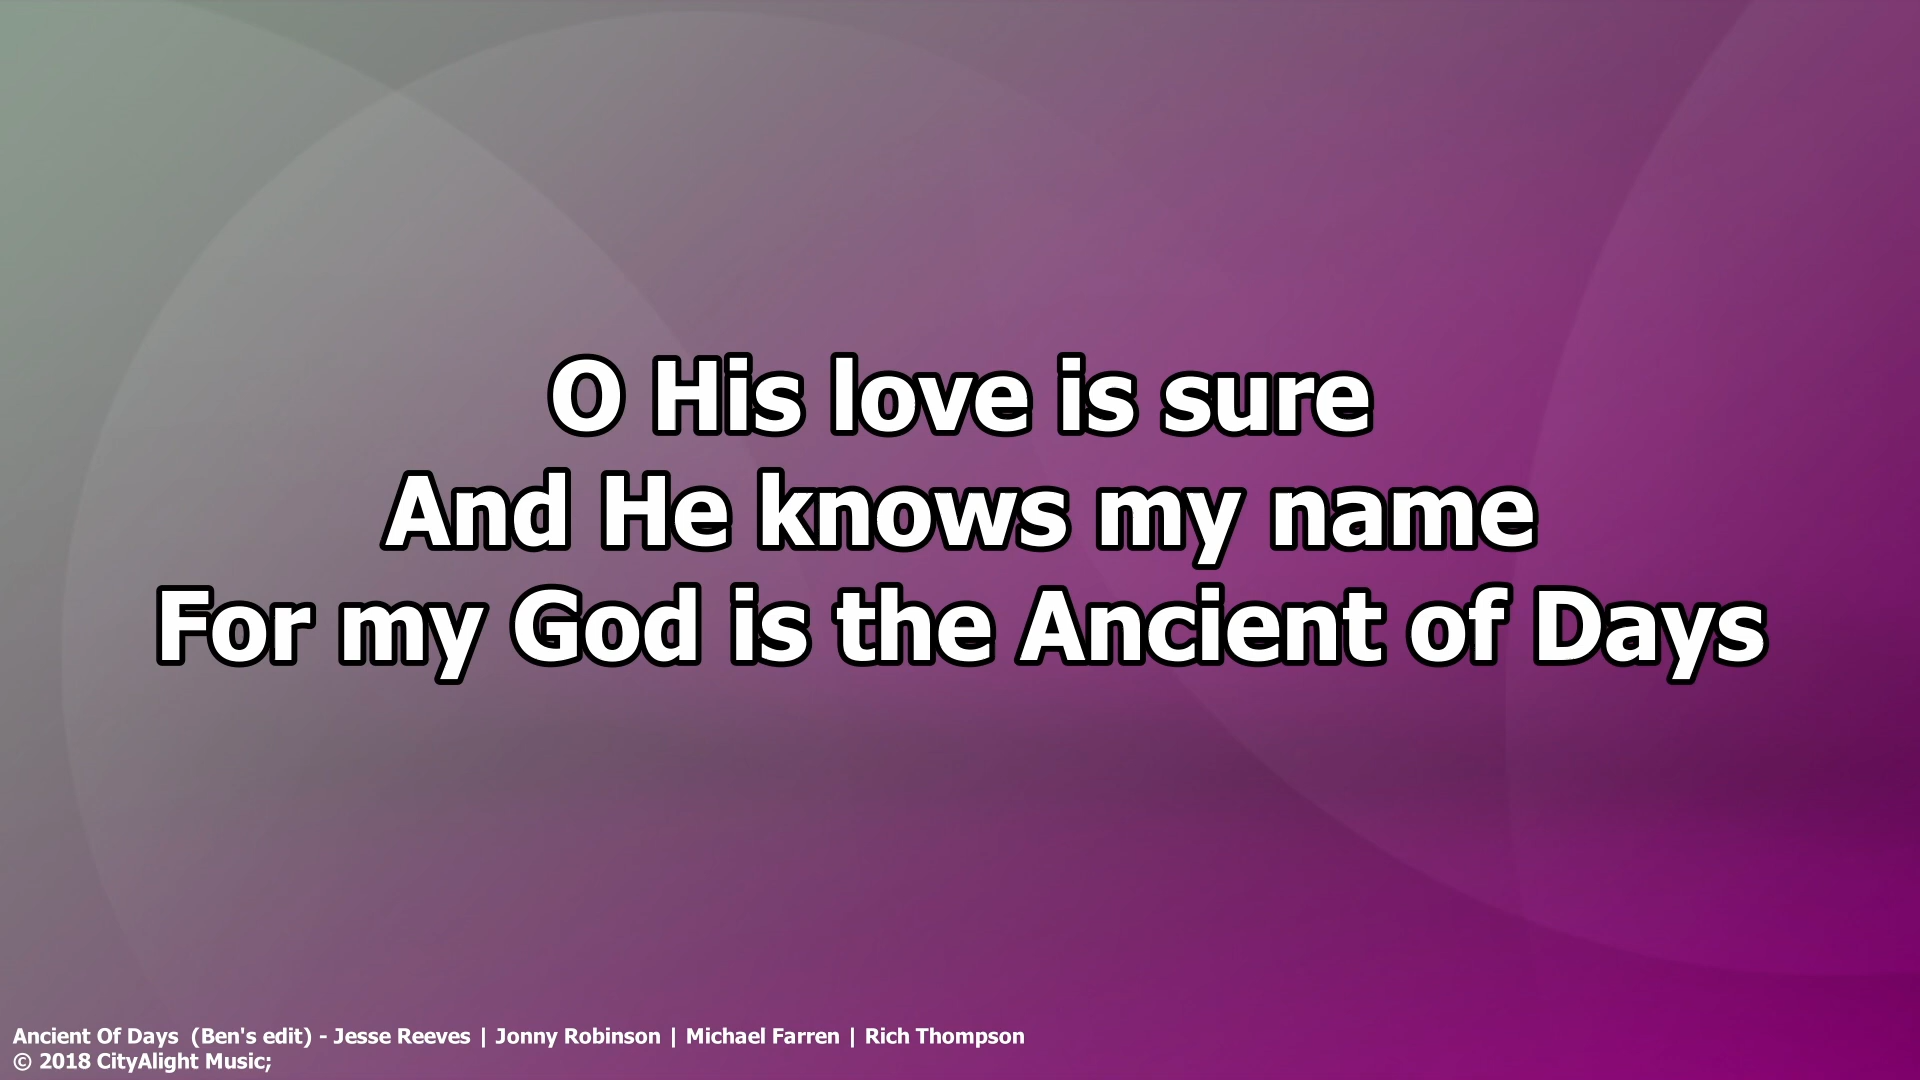 O His love is sure
And He knows my name
For my God is the Ancient of Days
Ancient Of Days  (Ben's edit) - Jesse Reeves | Jonny Robinson | Michael Farren | Rich Thompson
© 2018 CityAlight Music;